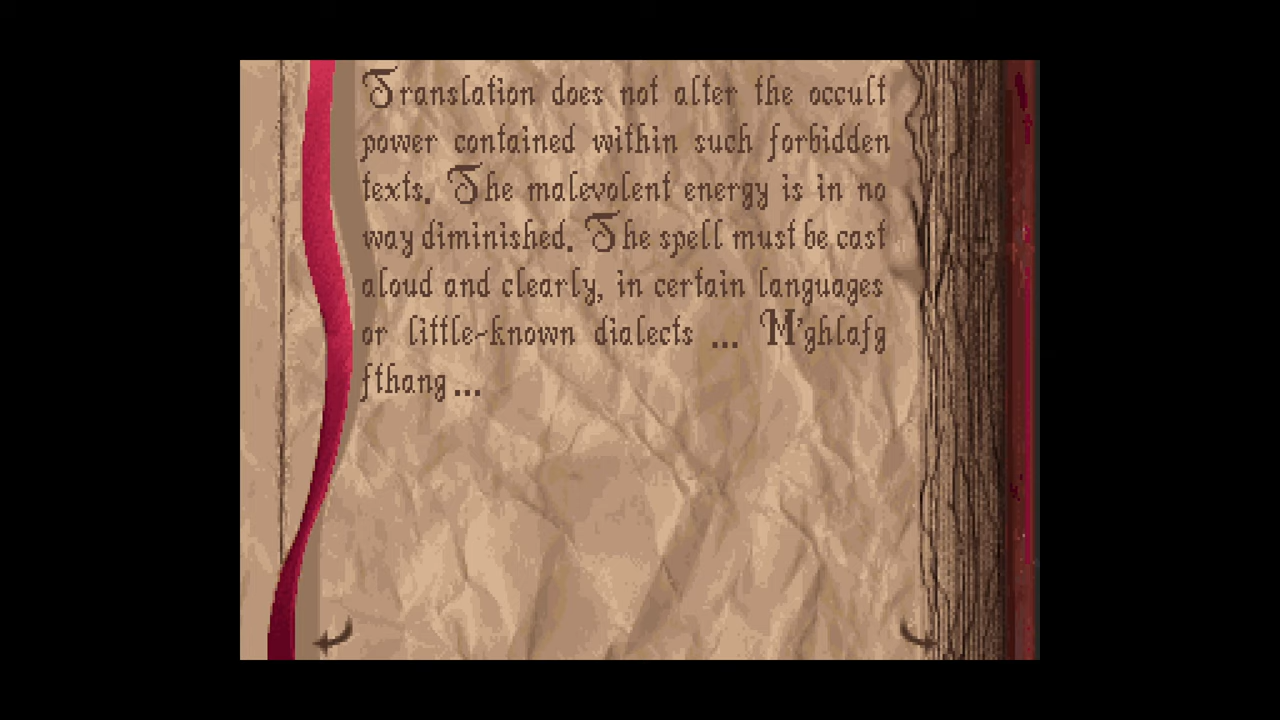 Translation does not alter the occult
power contained within such forbidden
texts. The malevolent energy is in no
way diminished. The spell must be cast
aloud and clearly, in certain languages
or little-known dialects ... M'ghlafg
fthang ...